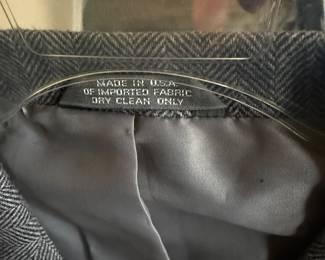 MADE IN U.S.A.
OF IMPORTED FABRIC
DRY CLEAN ONLY